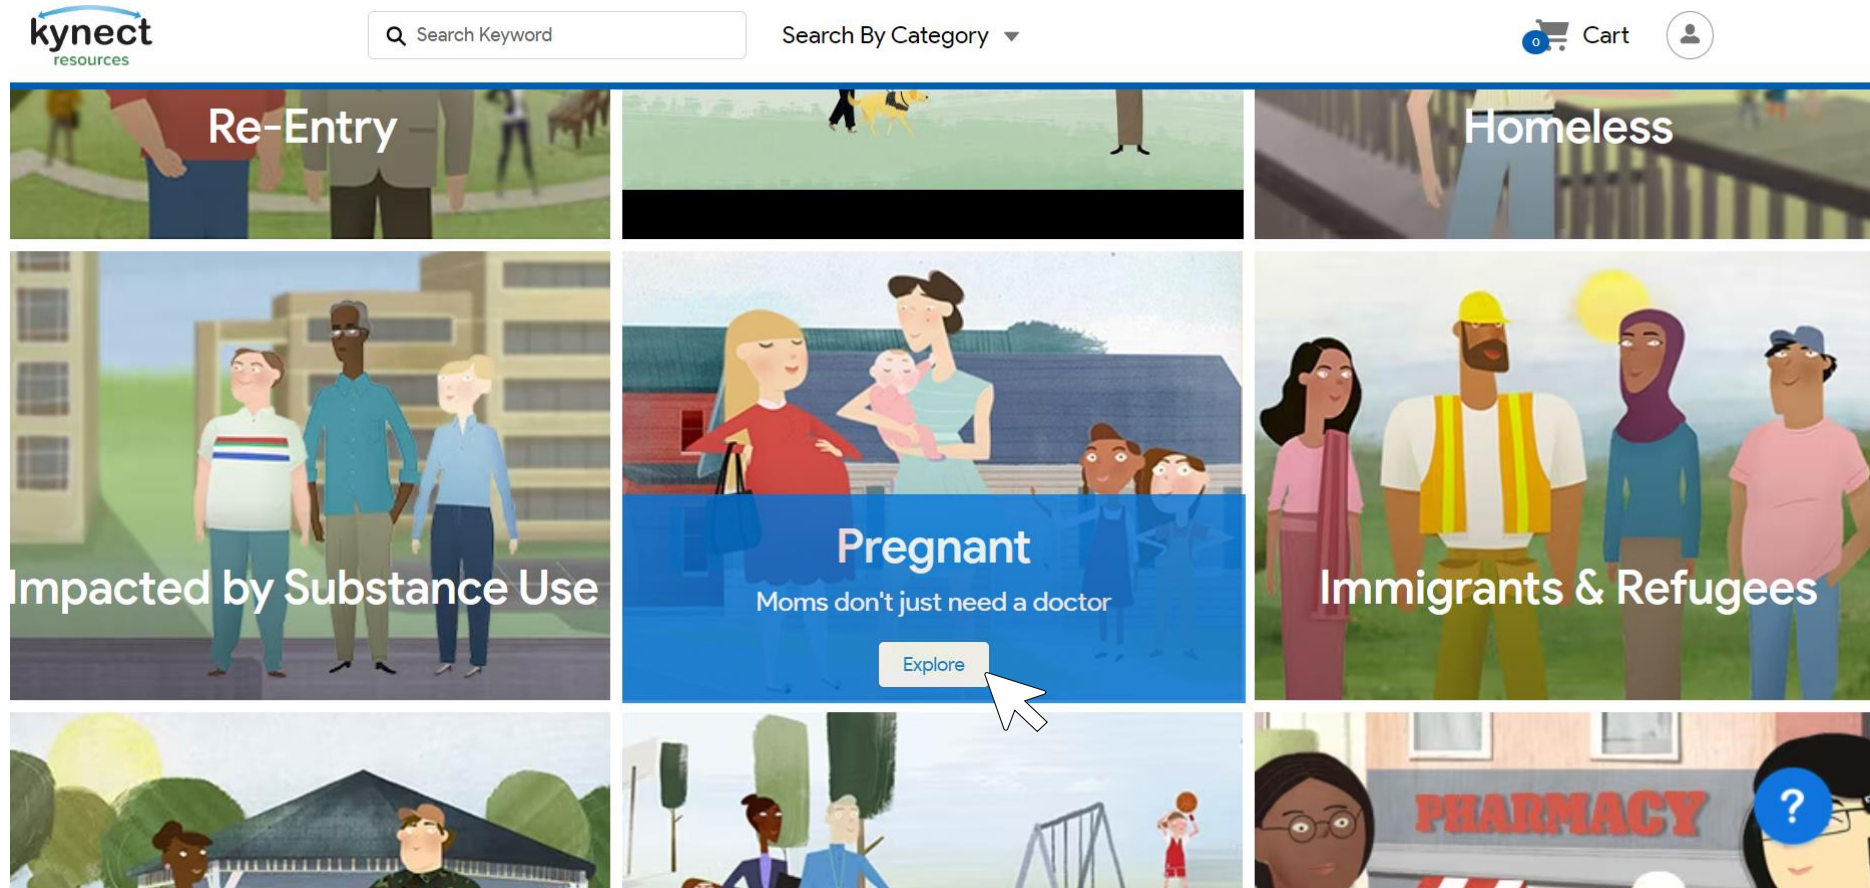 kynect
resources
Search Keyword
Search By Category
0
Cart
Re-Entry
Homeless
Impacted by Substance Use
Pregnant
Moms don't just need a doctor
Explore
Immigrants & Refugees
PHARMACY
?